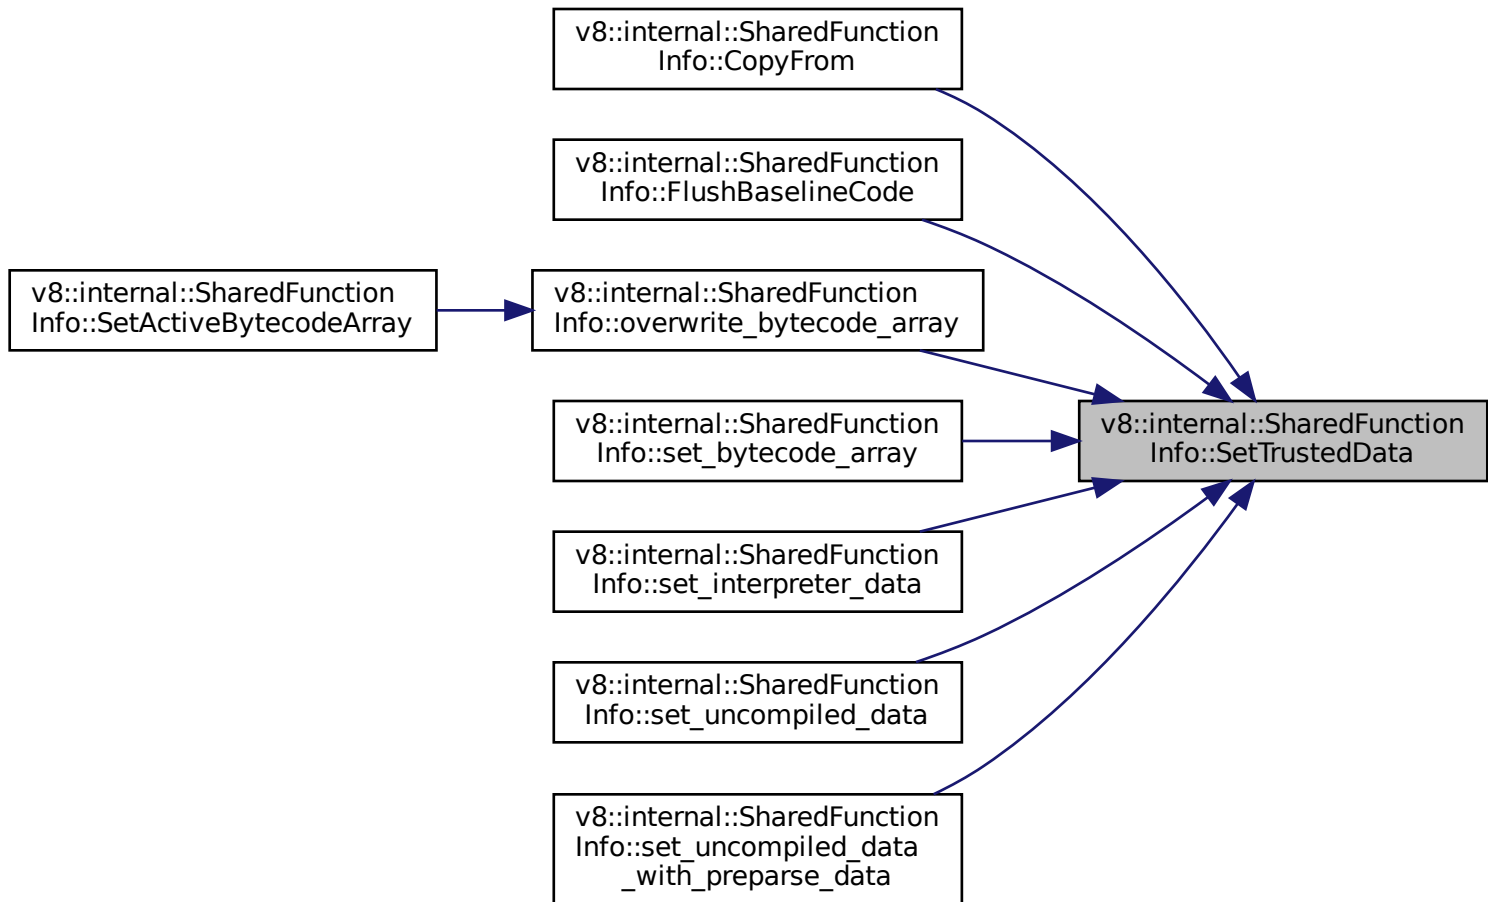 v8::internal::SharedFunction
Info::CopyFrom
v8::internal::SharedFunction
Info::FlushBaselineCode
v8::internal::SharedFunction
Info::SetActiveBytecodeArray
v8::internal::SharedFunction
Info::overwrite_bytecode_array
v8::internal::SharedFunction
Info::set_bytecode_array
v8::internal::SharedFunction
Info::SetTrustedData
v8::internal::SharedFunction
Info::set_interpreter_data
v8::internal::SharedFunction
Info::set_uncompiled_data
v8::internal::SharedFunction
Info::set_uncompiled_data
_with_preparse_data